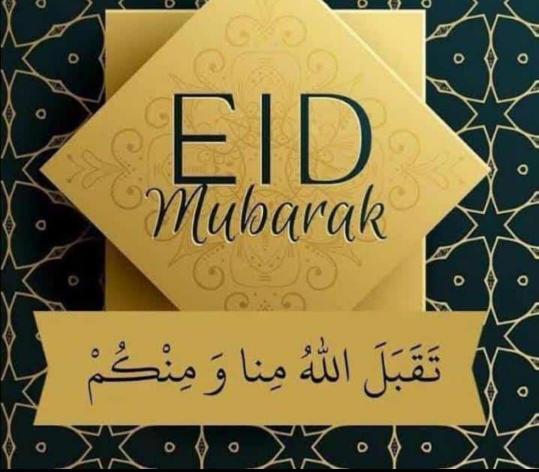 EID
Mubarak
تَقَبَلَ اللهُ مِنا وَ مِنْكُمْ